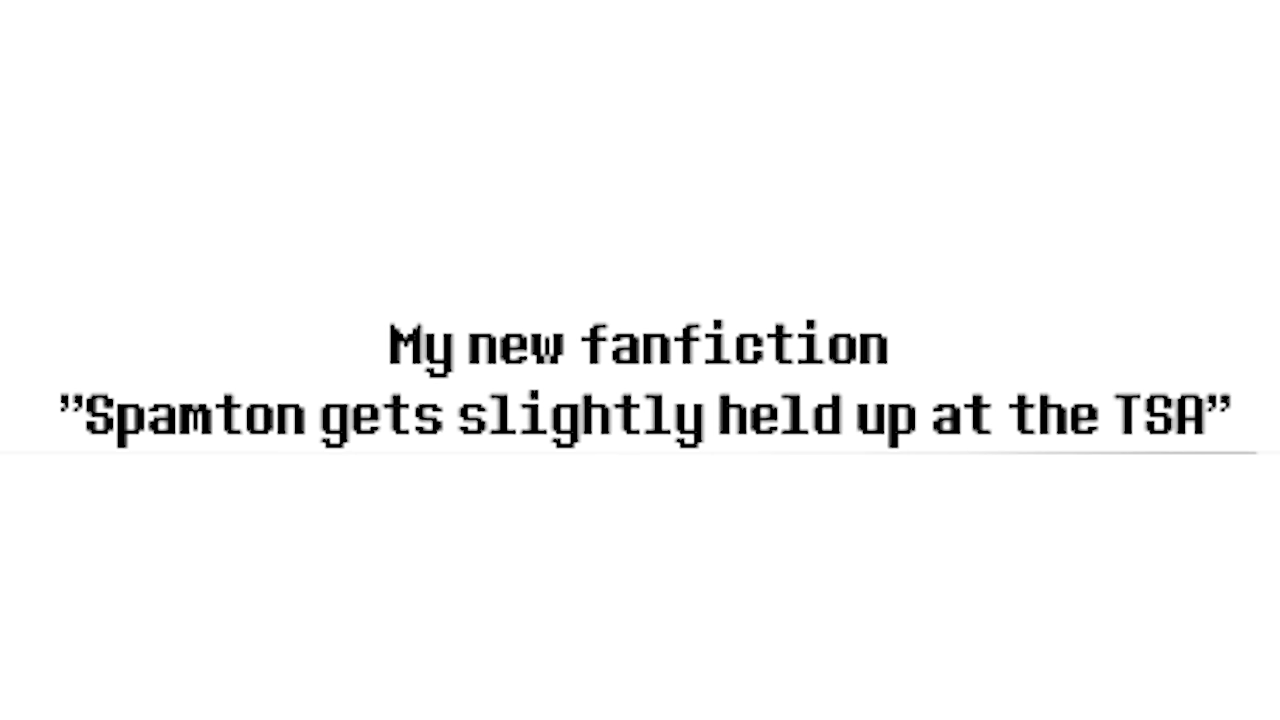 My new fanfiction
”Spamton gets slightly held up at the TSA”